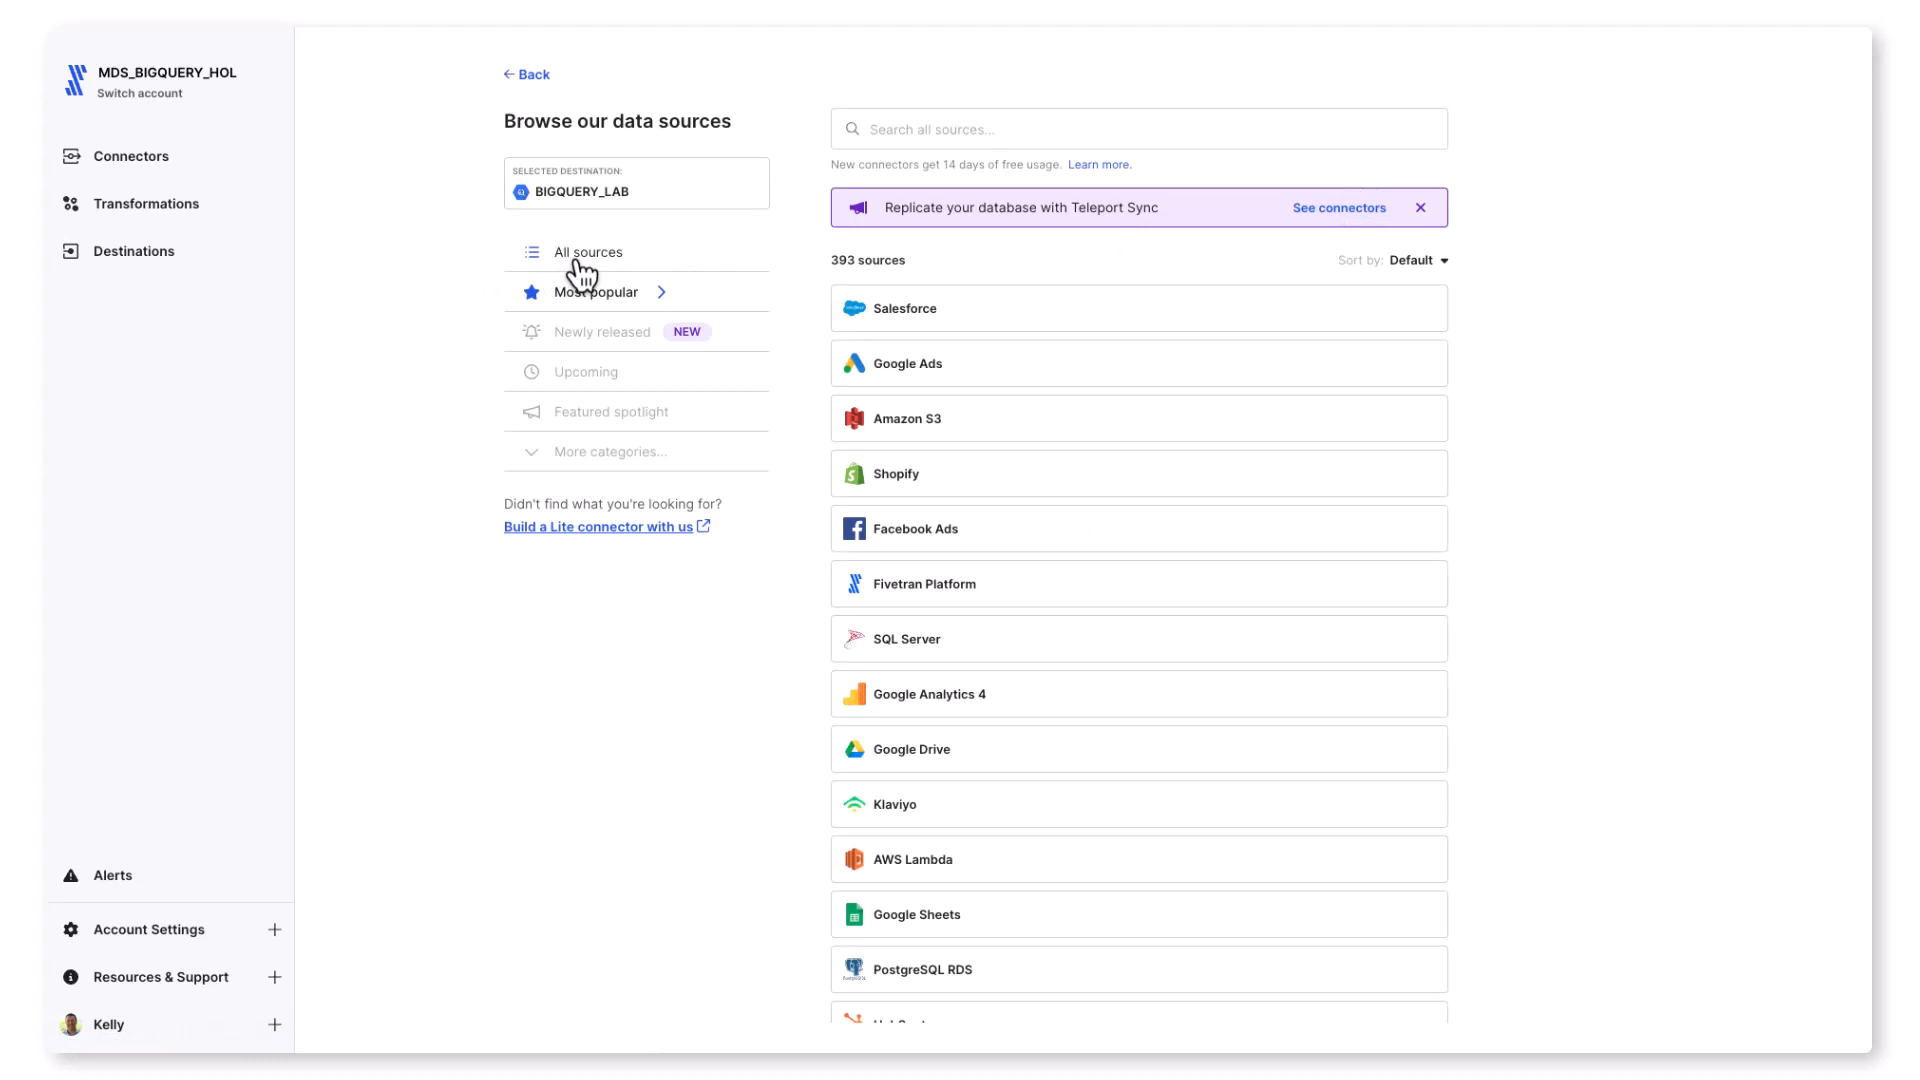 MDS_BIGQUERY_HOL
Switch account
Connectors
Transformations
Destinations
Alerts
Account Settings
Resources & Support
Kelly
Back
Browse our data sources
SELECTED DESTINATION:
BIGQUERY_LAB
All sources
Most popular
Newly released NEW
Upcoming
Featured spotlight
More categories...
Didn't find what you're looking for?
Build a Lite connector with us
Search all sources...
New connectors get 14 days of free usage. Learn more.
Replicate your database with Teleport Sync See connectors
393 sources Sort by: Default
Salesforce
Google Ads
Amazon S3
Shopify
Facebook Ads
Fivetran Platform
SQL Server
Google Analytics 4
Google Drive
Klaviyo
AWS Lambda
Google Sheets
PostgreSQL RDS